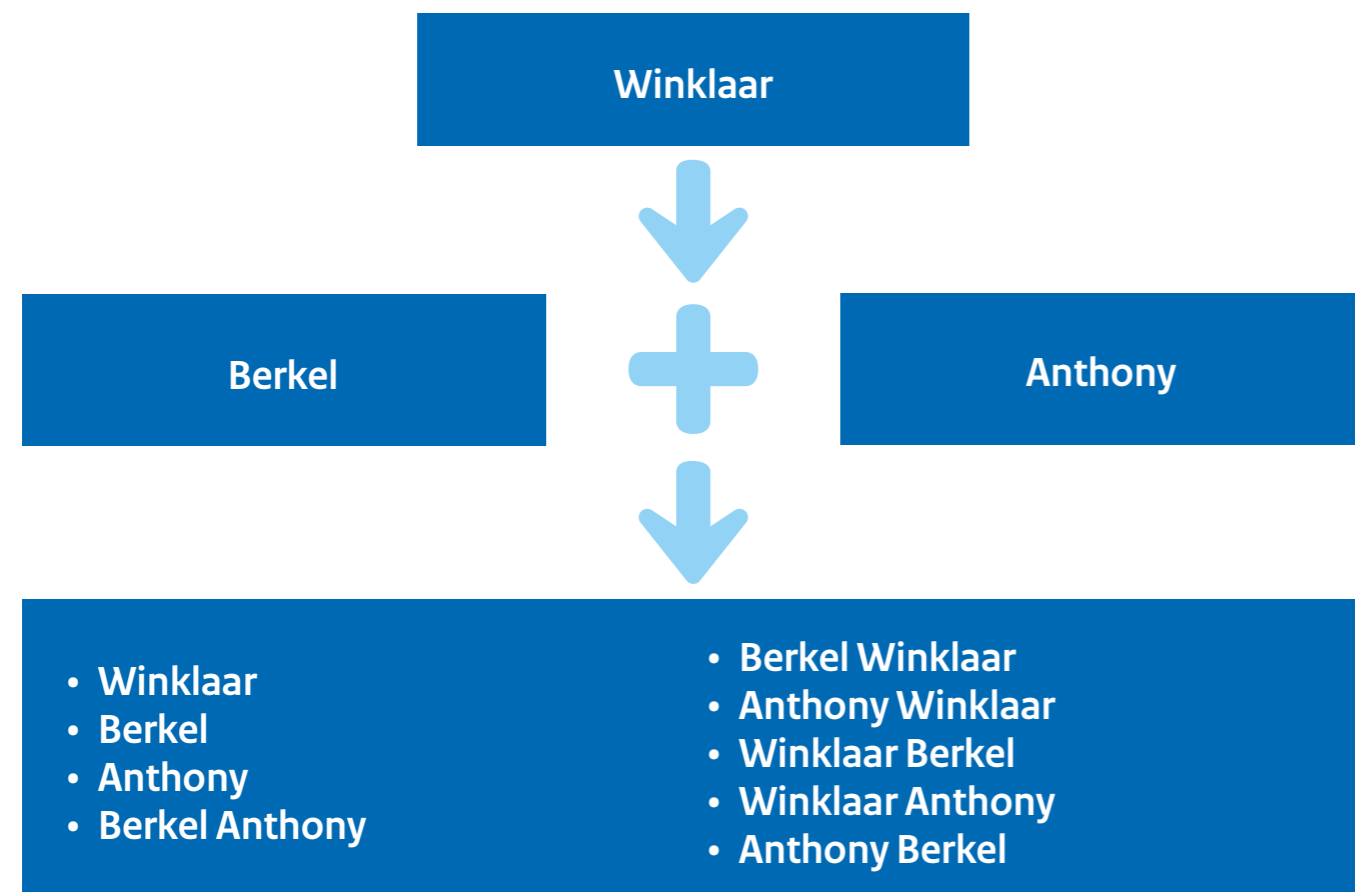 Winklaar
Berkel
Anthony
• Winklaar
• Berkel
• Anthony
• Berkel Anthony
• Berkel Winklaar
• Anthony Winklaar
• Winklaar Berkel
• Winklaar Anthony
• Anthony Berkel